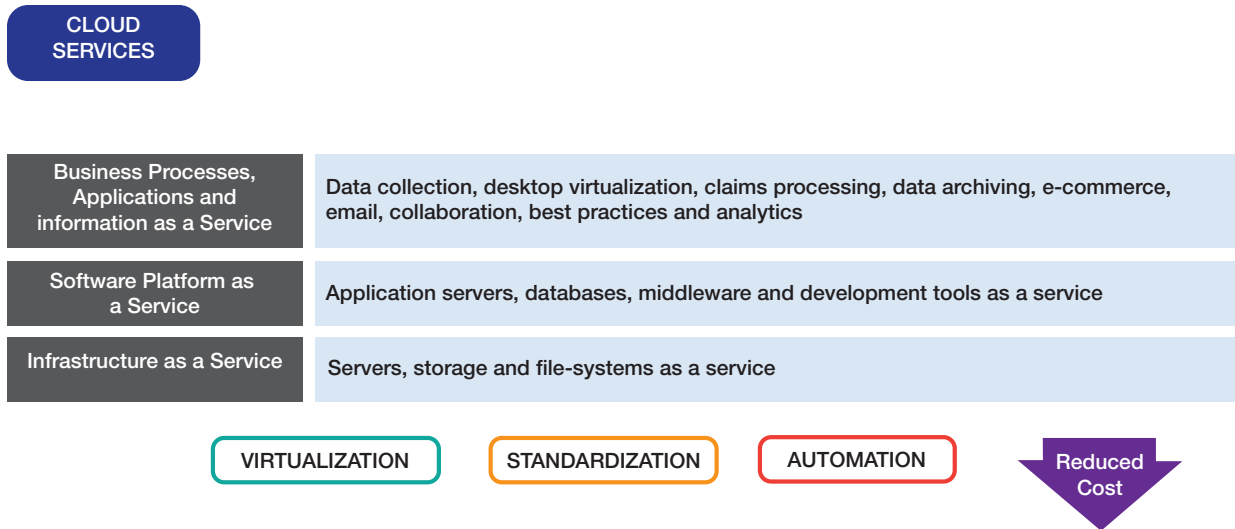 CLOUD
SERVICES
Business Processes,
Applications and
information as a Service
Data collection, desktop virtualization, claims processing, data archiving, e-commerce,
email, collaboration, best practices and analytics
Software Platform as
a Service
Application servers, databases, middleware and development tools as a service
Infrastructure as a Service
Servers, storage and file-systems as a service
VIRTUALIZATION
STANDARDIZATION
AUTOMATION
Reduced
Cost